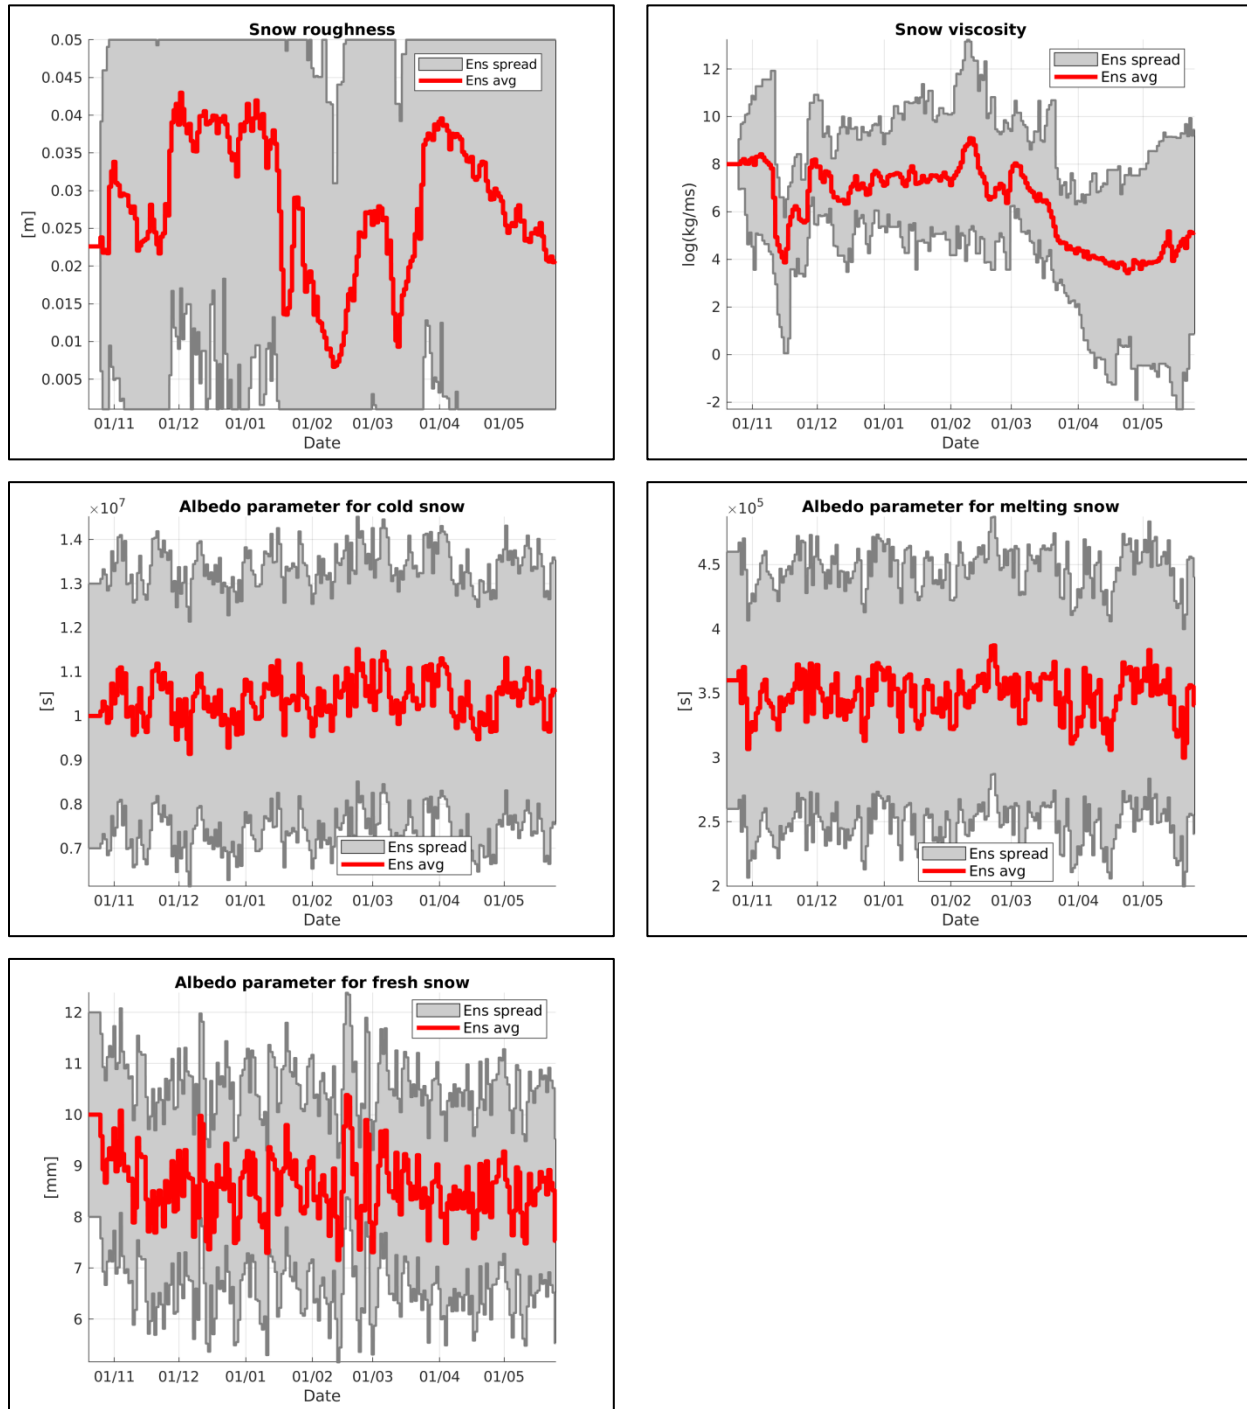 Snow roughness
0.05
0.045
0.04
0.035
0.03
0.025
0.02
0.015
0.01
0.005
[m]
Ens spread
Ens avg
01/11 01/12 01/01 01/02 01/03 01/04 01/05
Date
Snow viscosity
12
10
8
6
4
2
0
-2
log(kg/ms)
Ens spread
Ens avg
01/11 01/12 01/01 01/02 01/03 01/04 01/05
Date
Albedo parameter for cold snow
×10⁷
1.4
1.3
1.2
1.1
1
0.9
0.8
0.7
[s]
Ens spread
Ens avg
01/11 01/12 01/01 01/02 01/03 01/04 01/05
Date
Albedo parameter for melting snow
×10⁵
4.5
4
3.5
3
2.5
2
[s]
Ens spread
Ens avg
01/11 01/12 01/01 01/02 01/03 01/04 01/05
Date
Albedo parameter for fresh snow
12
11
10
9
8
7
6
[mm]
Ens spread
Ens avg
01/11 01/12 01/01 01/02 01/03 01/04 01/05
Date